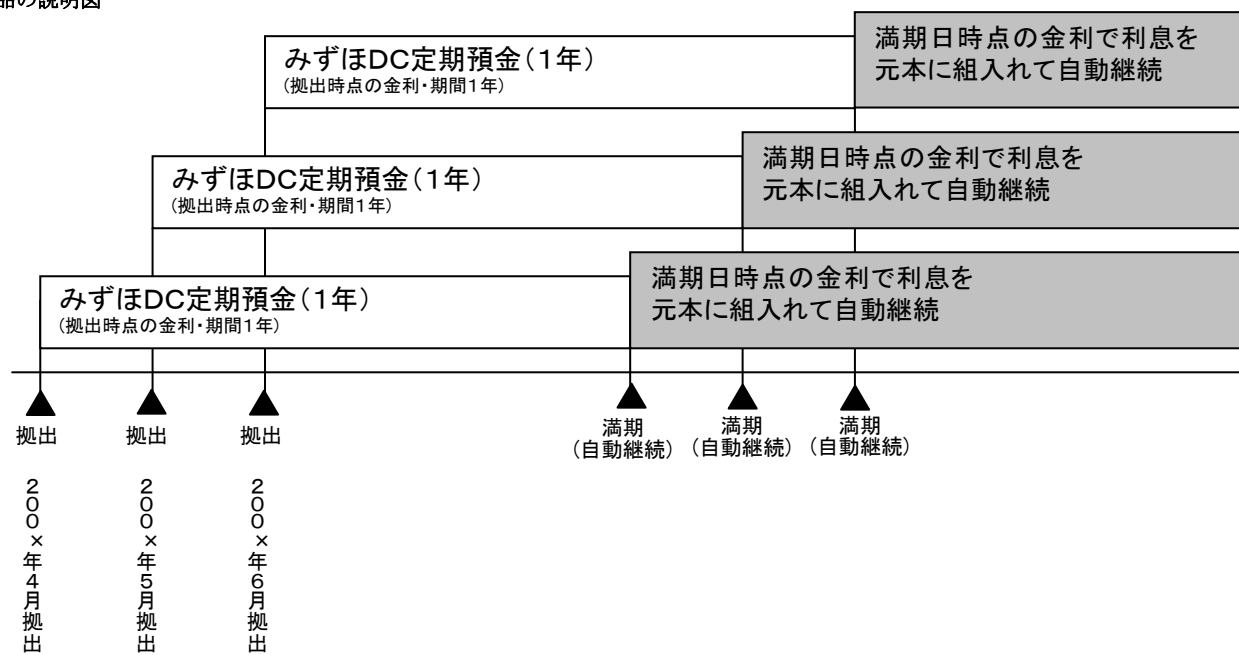 品の説明図
みずほDC定期預金(1年)
(拠出時点の金利・期間1年)
満期日時点の金利で利息を
元本に組入れて自動継続
みずほDC定期預金(1年)
(拠出時点の金利・期間1年)
満期日時点の金利で利息を
元本に組入れて自動継続
みずほDC定期預金(1年)
(拠出時点の金利・期間1年)
満期日時点の金利で利息を
元本に組入れて自動継続
拠出
拠出
拠出
満期
(自動継続)
満期
(自動継続)
満期
(自動継続)
200×年4月拠出
200×年5月拠出
200×年6月拠出